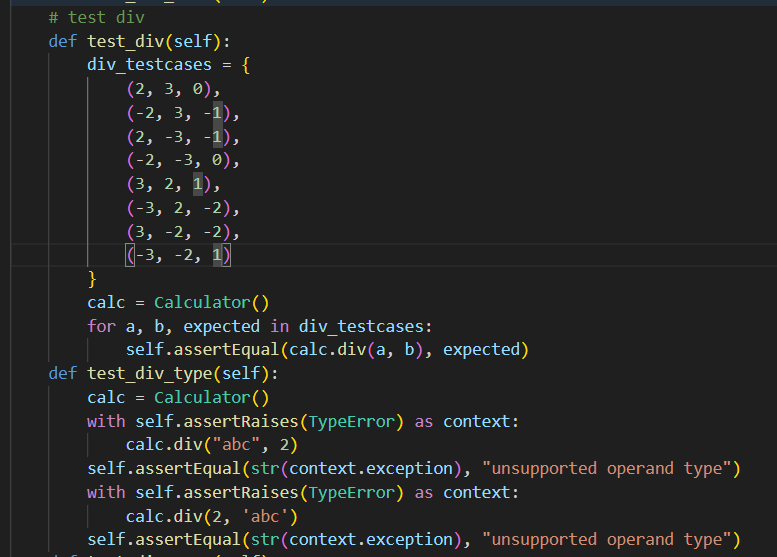 # test div
def test_div(self):
div_testcases = {
(2, 3, 0),
(-2, 3, -1),
(2, -3, -1),
(-2, -3, 0),
(3, 2, 1),
(-3, 2, -2),
(3, -2, -2),
(-3, -2, 1)
}
calc = Calculator()
for a, b, expected in div_testcases:
self.assertEqual(calc.div(a, b), expected)
def test_div_type(self):
calc = Calculator()
with self.assertRaises(TypeError) as context:
calc.div("abc", 2)
self.assertEqual(str(context.exception), "unsupported operand type")
with self.assertRaises(TypeError) as context:
calc.div(2, 'abc')
self.assertEqual(str(context.exception), "unsupported operand type")